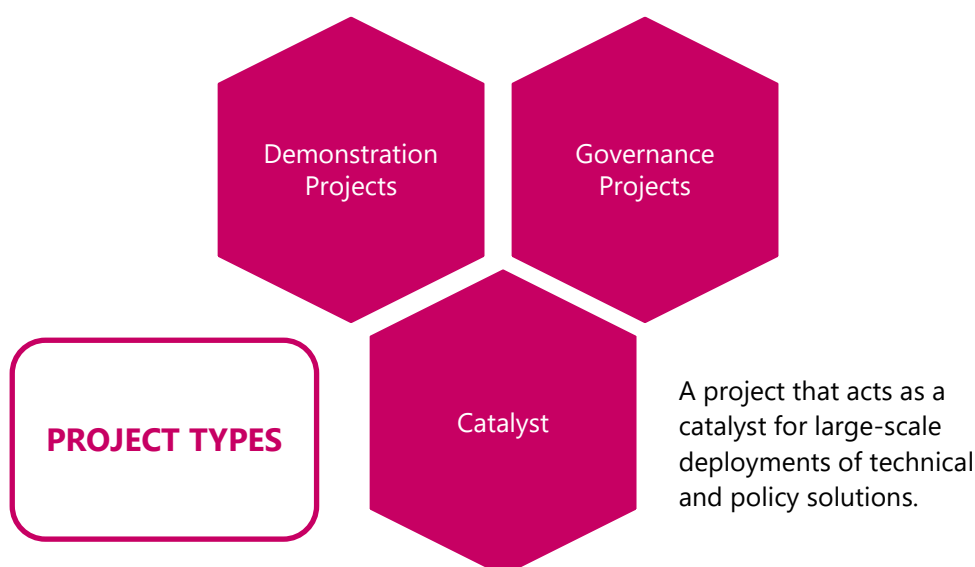 Demonstration
Projects
Governance
Projects
PROJECT TYPES
Catalyst
A project that acts as a
catalyst for large-scale
deployments of technical
and policy solutions.